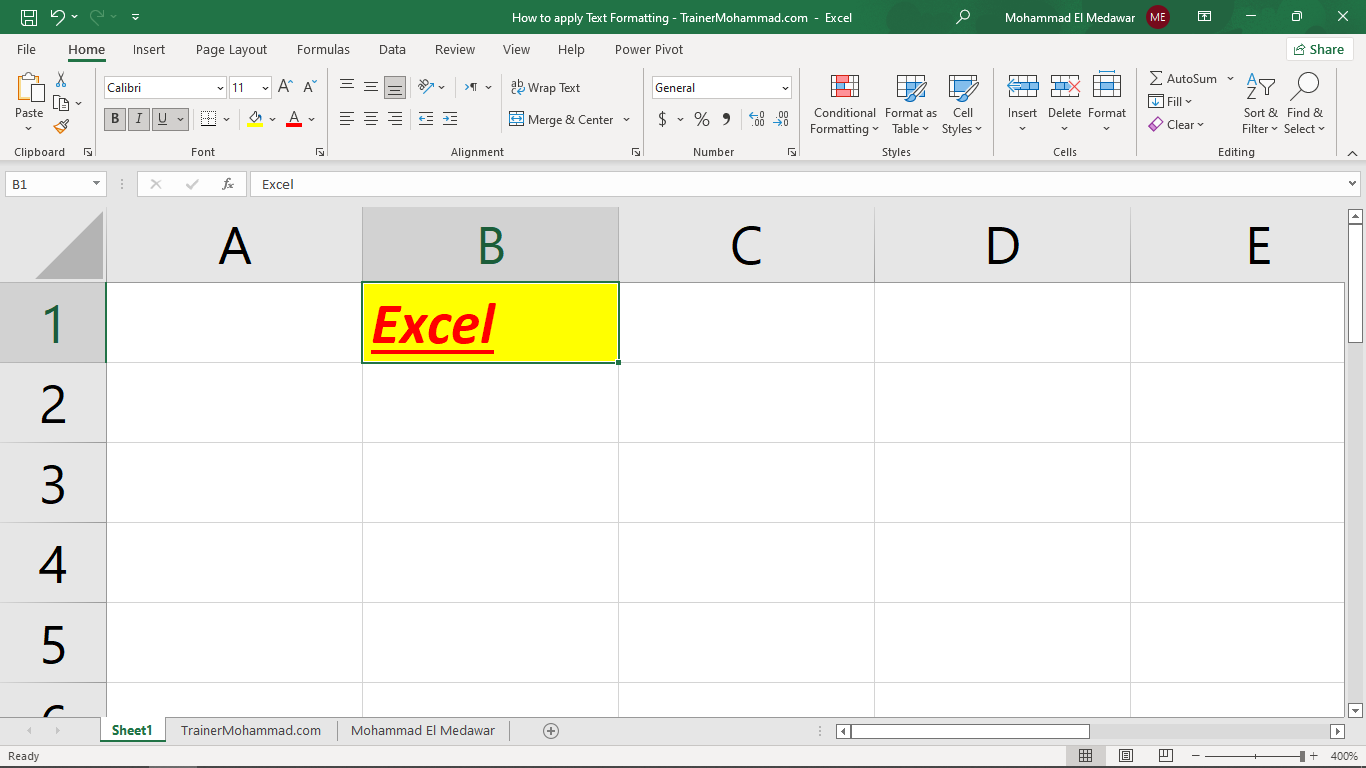 How to apply Text Formatting - TrainerMohammad.com - Excel
Mohammad El Medawar ME
File Home Insert Page Layout Formulas Data Review View Help Power Pivot Share
Calibri 11
Wrap Text
General
AutoSum
Paste
Conditional Formatting
Format as Table
Cell Styles
Insert Delete Format
Fill
Sort & Filter
Find & Select
B I U A
Merge & Center
$ % ,
Clear
Clipboard Font Alignment Number Styles Cells Editing
B1 fx Excel
A B C D E
1 Excel
2
3
4
5
Sheet1 TrainerMohammad.com Mohammad El Medawar
Ready 400%